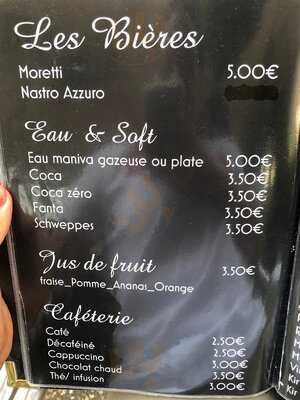 Les Bières
Moretti 5.00€
Nastro Azzuro
Eau & Soft
Eau maniva gazeuse ou plate 5,00€
Coca 3,50€
Coca zéro 3.50€
Fanta 3.50€
Schweppes 3.50€
Jus de fruit 3.50€
fraise_Pomme_Ananas_Orange
Caféterie
Café 2.50€
Décaféiné 2.50€
Cappuccino 3.00€
Chocolat chaud 3.50€
Thé/ infusion 3.00€